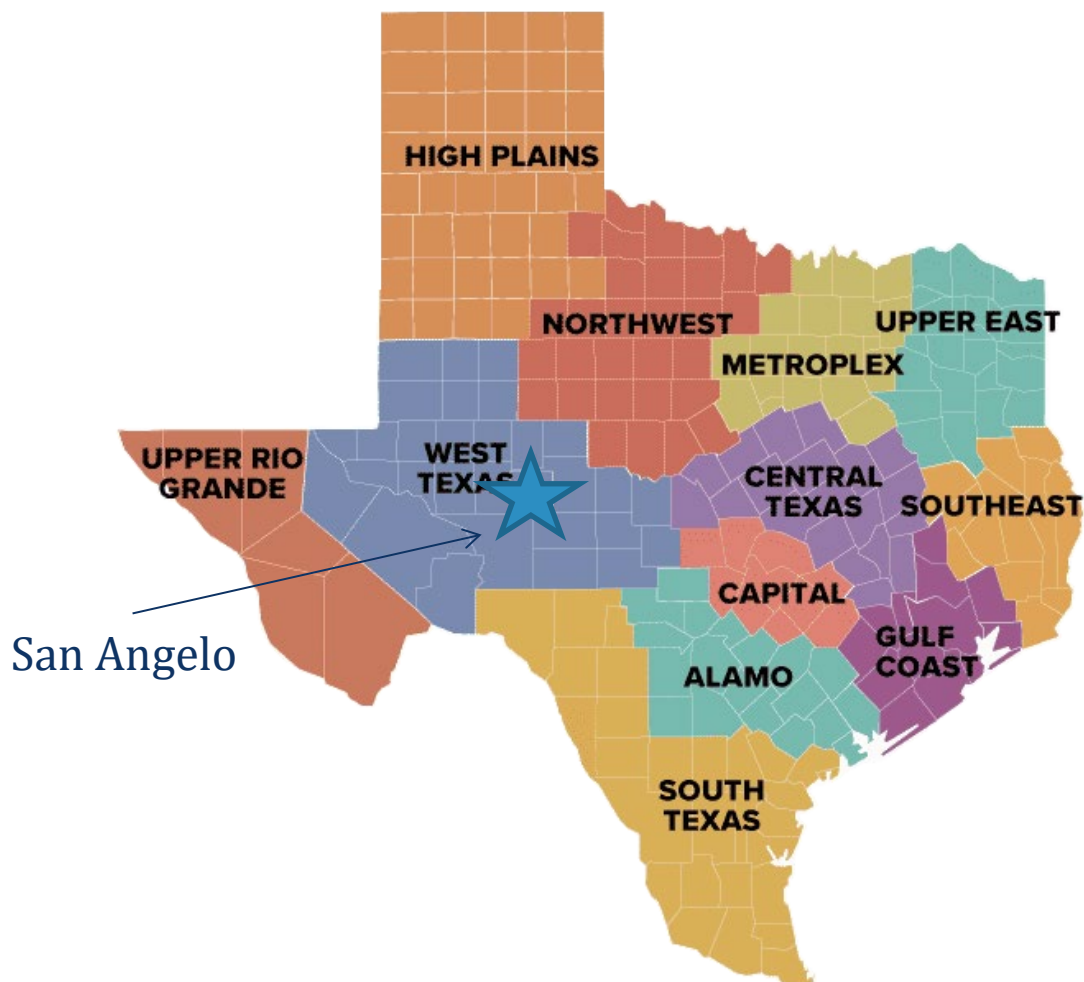 HIGH PLAINS
NORTHWEST
UPPER EAST
METROPLEX
UPPER RIO
GRANDE
WEST
TEXAS
CENTRAL
TEXAS
SOUTHEAST
CAPITAL
San Angelo
GULF
COAST
ALAMO
SOUTH
TEXAS